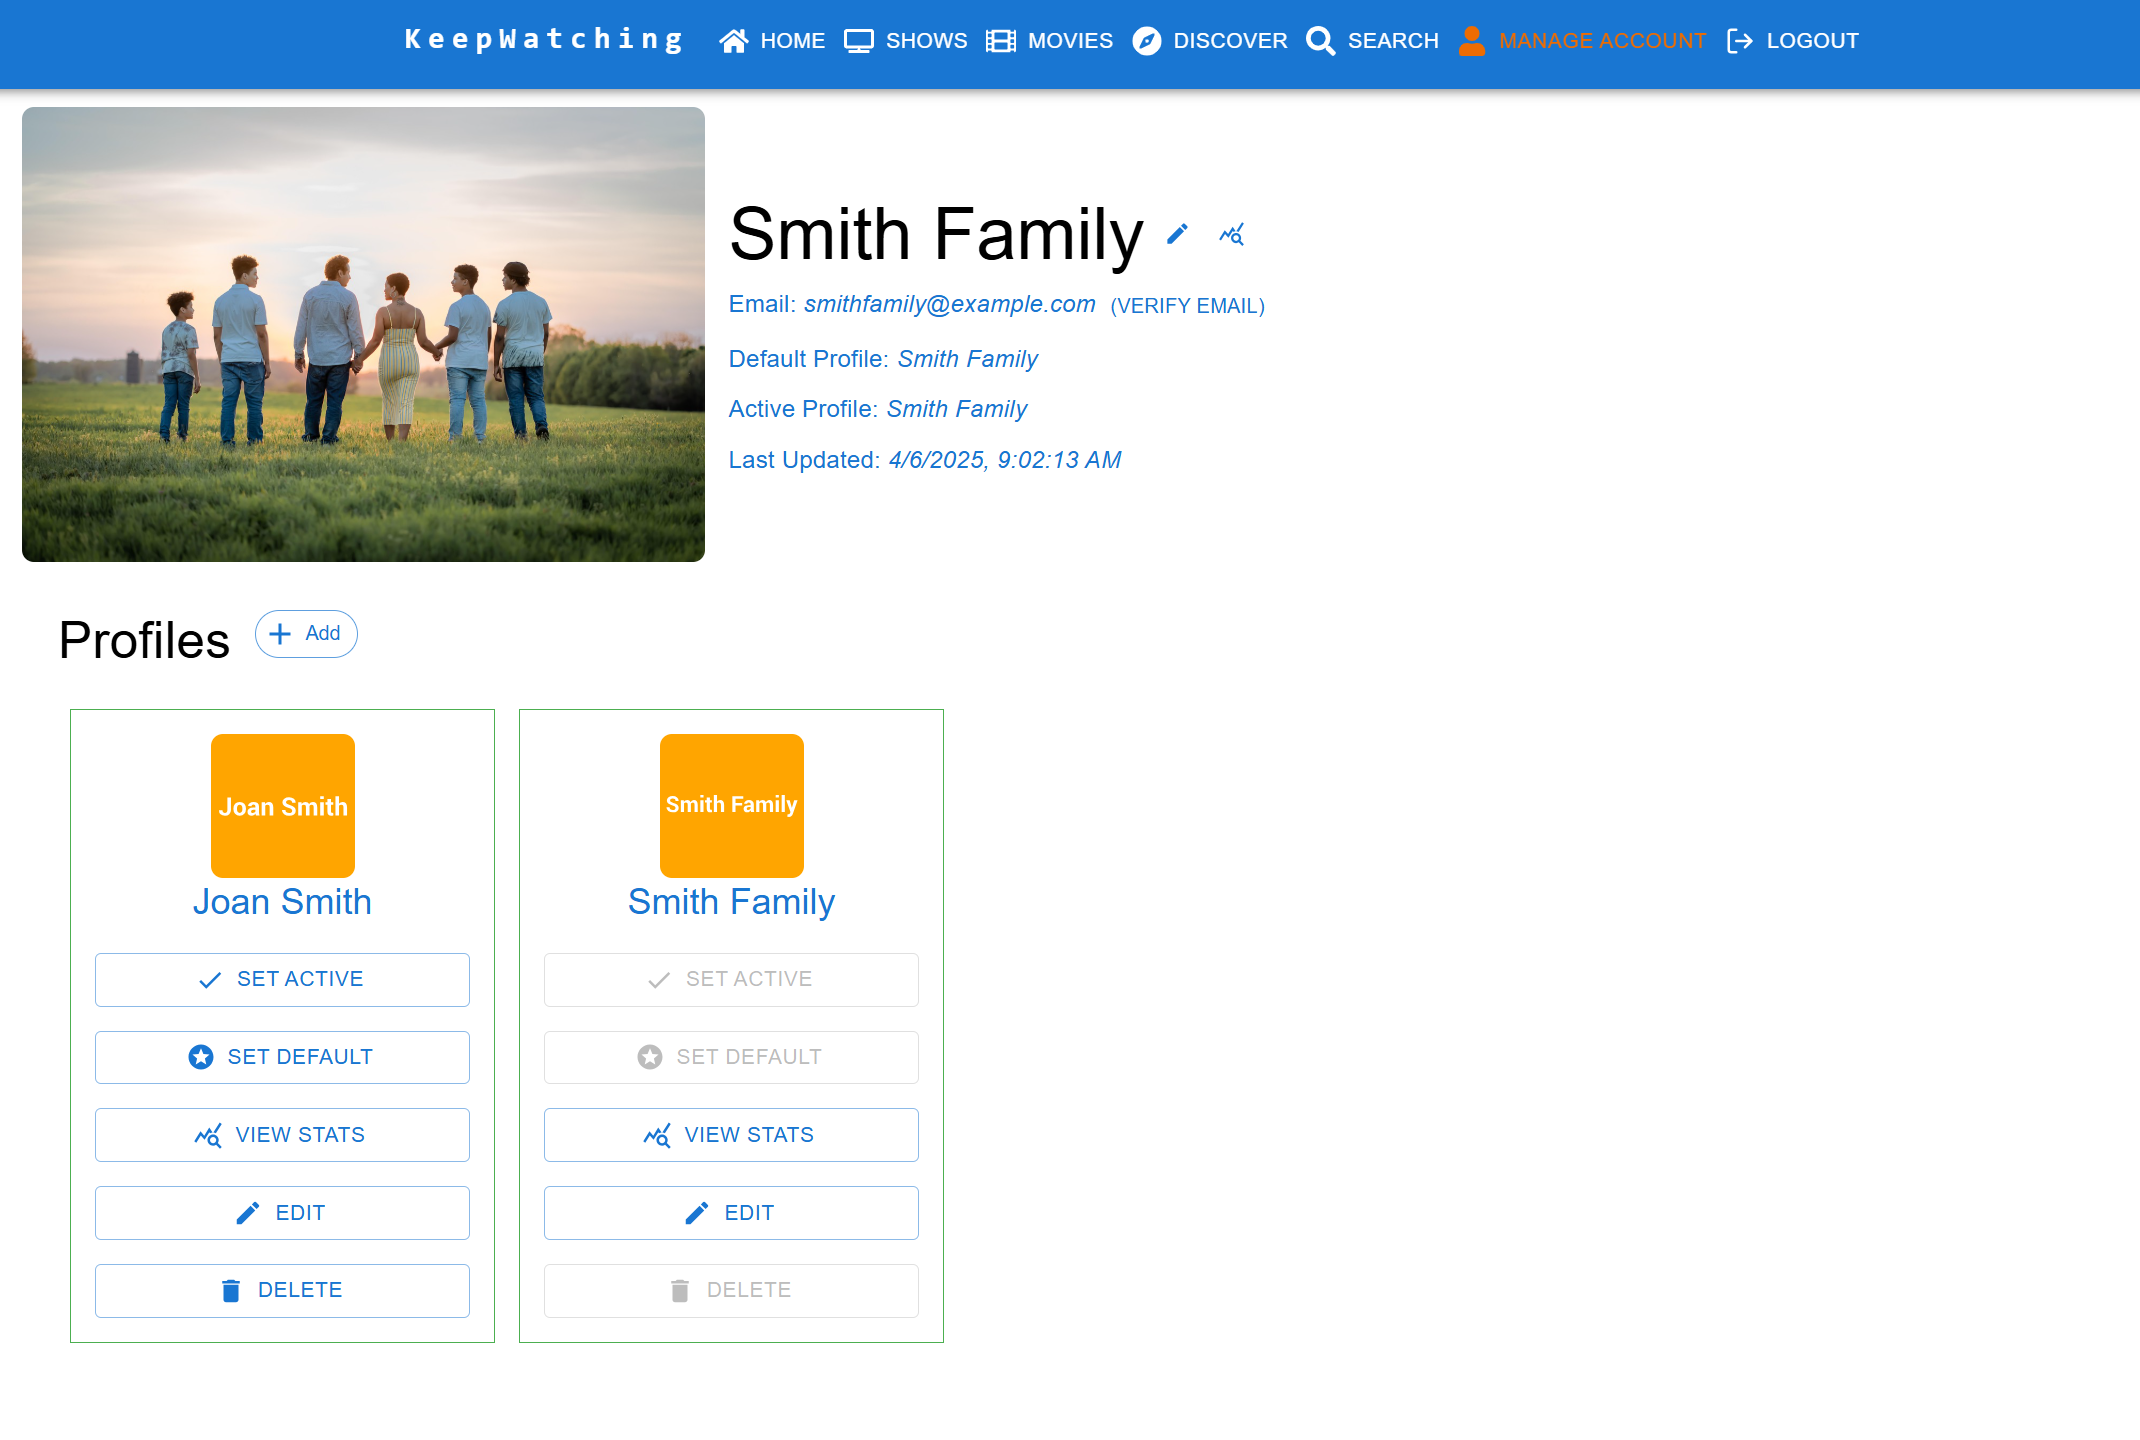 KeepWatching HOME SHOWS MOVIES DISCOVER SEARCH MANAGE ACCOUNT LOGOUT
Smith Family
Email: smithfamily@example.com (VERIFY EMAIL)
Default Profile: Smith Family
Active Profile: Smith Family
Last Updated: 4/6/2025, 9:02:13 AM
Profiles Add
Joan Smith
Joan Smith
SET ACTIVE
SET DEFAULT
VIEW STATS
EDIT
DELETE
Smith Family
Smith Family
SET ACTIVE
SET DEFAULT
VIEW STATS
EDIT
DELETE